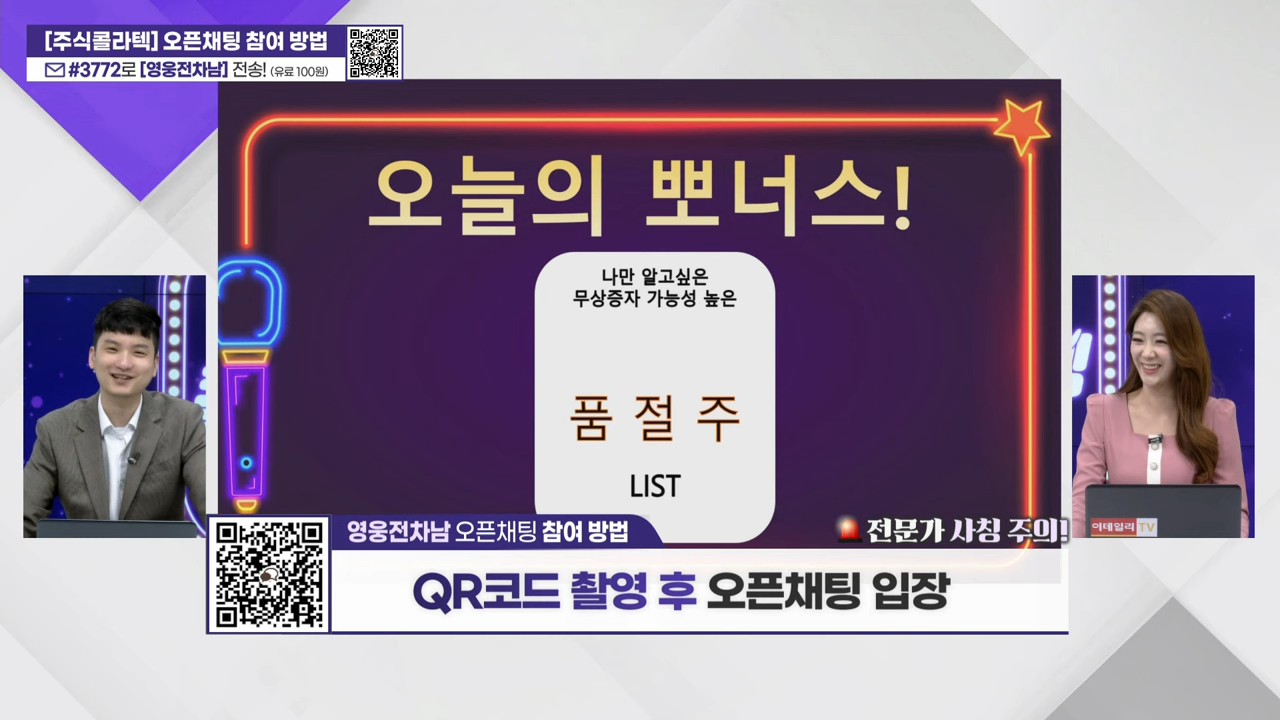 [주식콜라텍] 오픈채팅 참여 방법
#3772로 [영웅전차남] 전송! (유료 100원)
오늘의 뽀너스!
나만 알고싶은
무상증자 가능성 높은
품절주
LIST
이데일리TV
영웅전차남 오픈채팅 참여 방법
전문가 사칭 주의!
QR코드 촬영 후 오픈채팅 입장